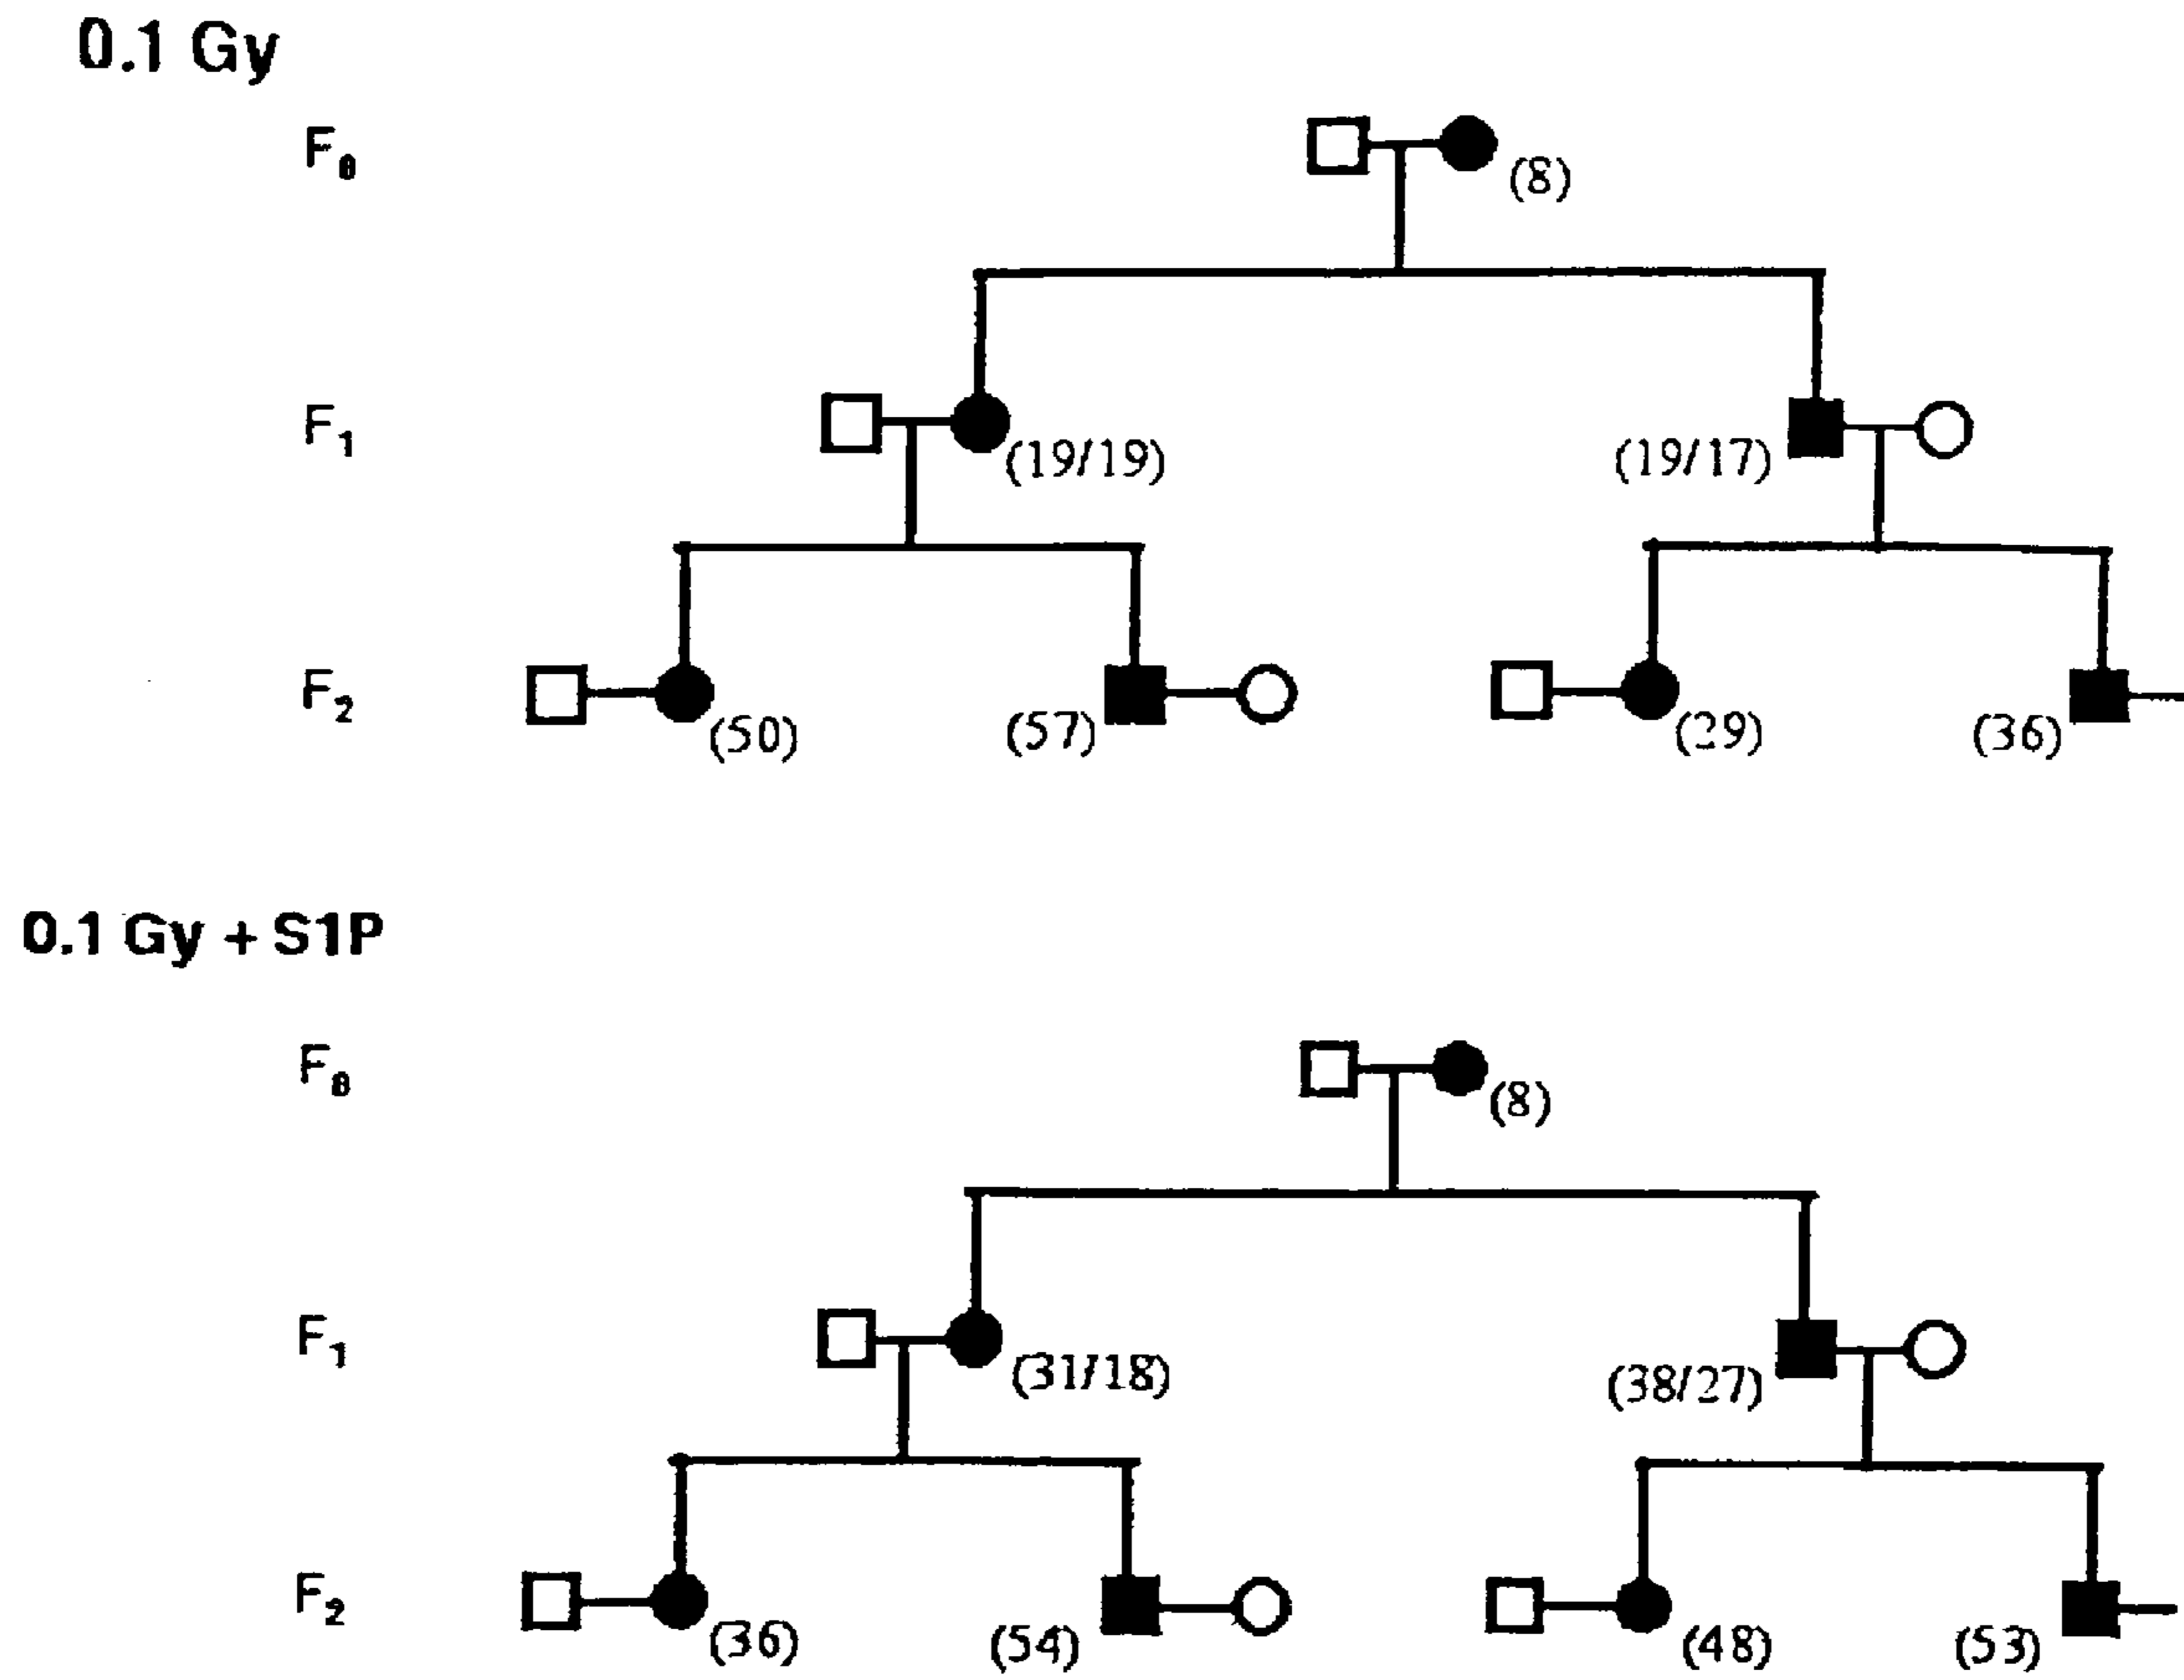 0.1 Gy
F0
(8)
F1
(19/19)
(19/17)
F2
(50)
(57)
(29)
(36)
0.1 Gy + S1P
F0
(8)
F1
(31/18)
(38/27)
F2
(36)
(54)
(48)
(53)